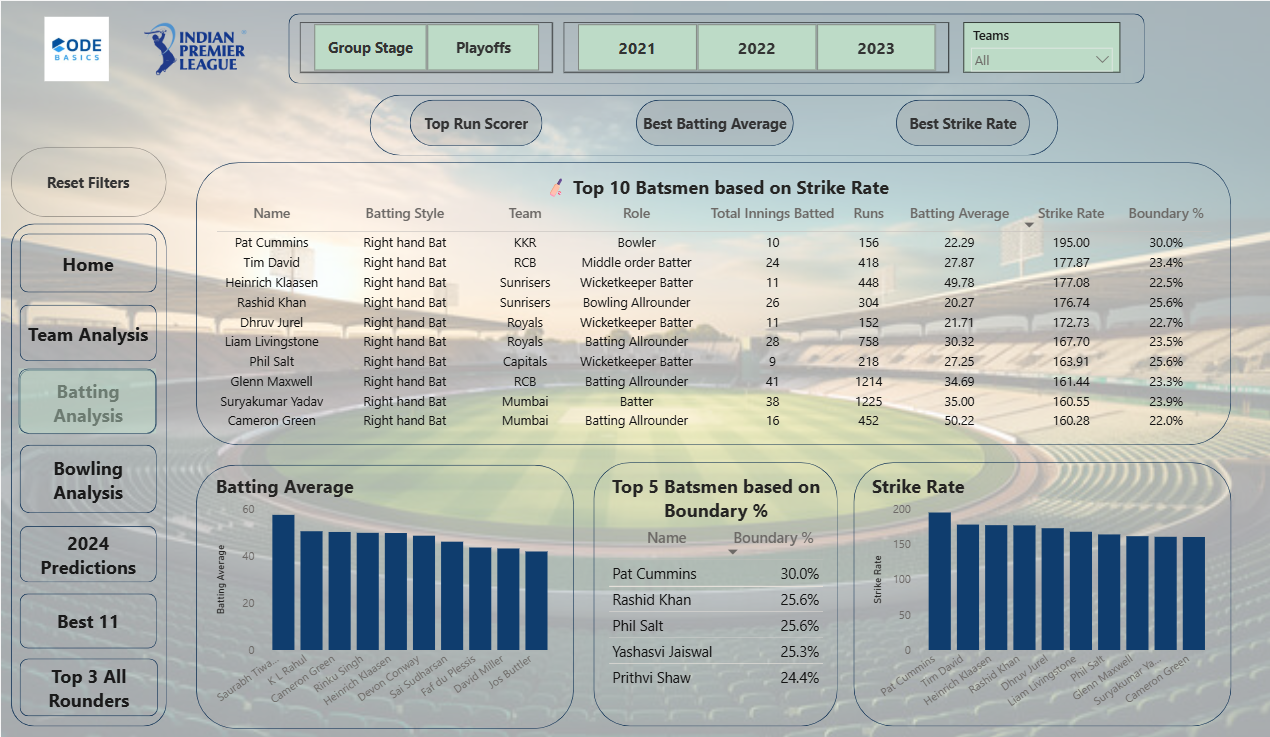 CODE
BASICS
INDIAN
PREMIER
LEAGUE
Group Stage
Playoffs
2021
2022
2023
Teams
All
Top Run Scorer
Best Batting Average
Best Strike Rate
Reset Filters
Home
Team Analysis
Batting
Analysis
Bowling
Analysis
2024
Predictions
Best 11
Top 3 All
Rounders
Top 10 Batsmen based on Strike Rate
Name Batting Style Team Role Total Innings Batted Runs Batting Average Strike Rate Boundary %
Pat Cummins Right hand Bat KKR Bowler 10 156 22.29 195.00 30.0%
Tim David Right hand Bat RCB Middle order Batter 24 418 27.87 177.87 23.4%
Heinrich Klaasen Right hand Bat Sunrisers Wicketkeeper Batter 11 448 49.78 177.08 22.5%
Rashid Khan Right hand Bat Sunrisers Bowling Allrounder 26 304 20.27 176.74 25.6%
Dhruv Jurel Right hand Bat Royals Wicketkeeper Batter 11 152 21.71 172.73 22.7%
Liam Livingstone Right hand Bat Royals Batting Allrounder 28 758 30.32 167.70 23.5%
Phil Salt Right hand Bat Capitals Wicketkeeper Batter 9 218 27.25 163.91 25.6%
Glenn Maxwell Right hand Bat RCB Batting Allrounder 41 1214 34.69 161.44 23.3%
Suryakumar Yadav Right hand Bat Mumbai Batter 38 1225 35.00 160.55 23.9%
Cameron Green Right hand Bat Mumbai Batting Allrounder 16 452 50.22 160.28 22.0%
Batting Average
Batting Average
60
40
20
0
Saurabh Tiwa...
K L Rahul
Cameron Green
Rinku Singh
Heinrich Klaasen
Devon Conway
Sai Sudharsan
Faf du Plessis
David Miller
Jos Buttler
Top 5 Batsmen based on
Boundary %
Name Boundary %
Pat Cummins 30.0%
Rashid Khan 25.6%
Phil Salt 25.6%
Yashasvi Jaiswal 25.3%
Prithvi Shaw 24.4%
Strike Rate
Strike Rate
200
150
100
50
0
Pat Cummins
Tim David
Heinrich Klaasen
Rashid Khan
Dhruv Jurel
Liam Livingstone
Phil Salt
Glenn Maxwell
Suryakumar Ya...
Cameron Green